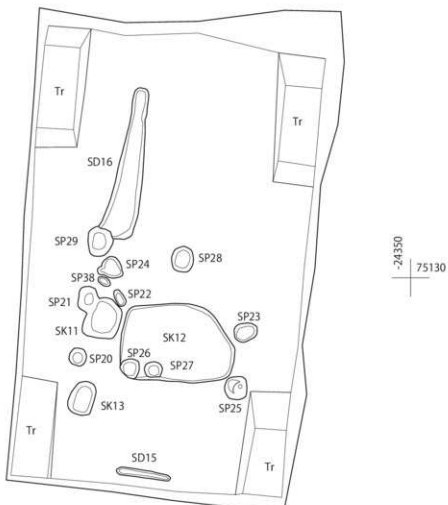 Tr
Tr
SD16
SP29
SP24
SP28
SP38
SP21
SP22
SP23
SK11
SK12
SP20
SP26
SP27
SP25
SK13
Tr
Tr
SD15
-24350
75130